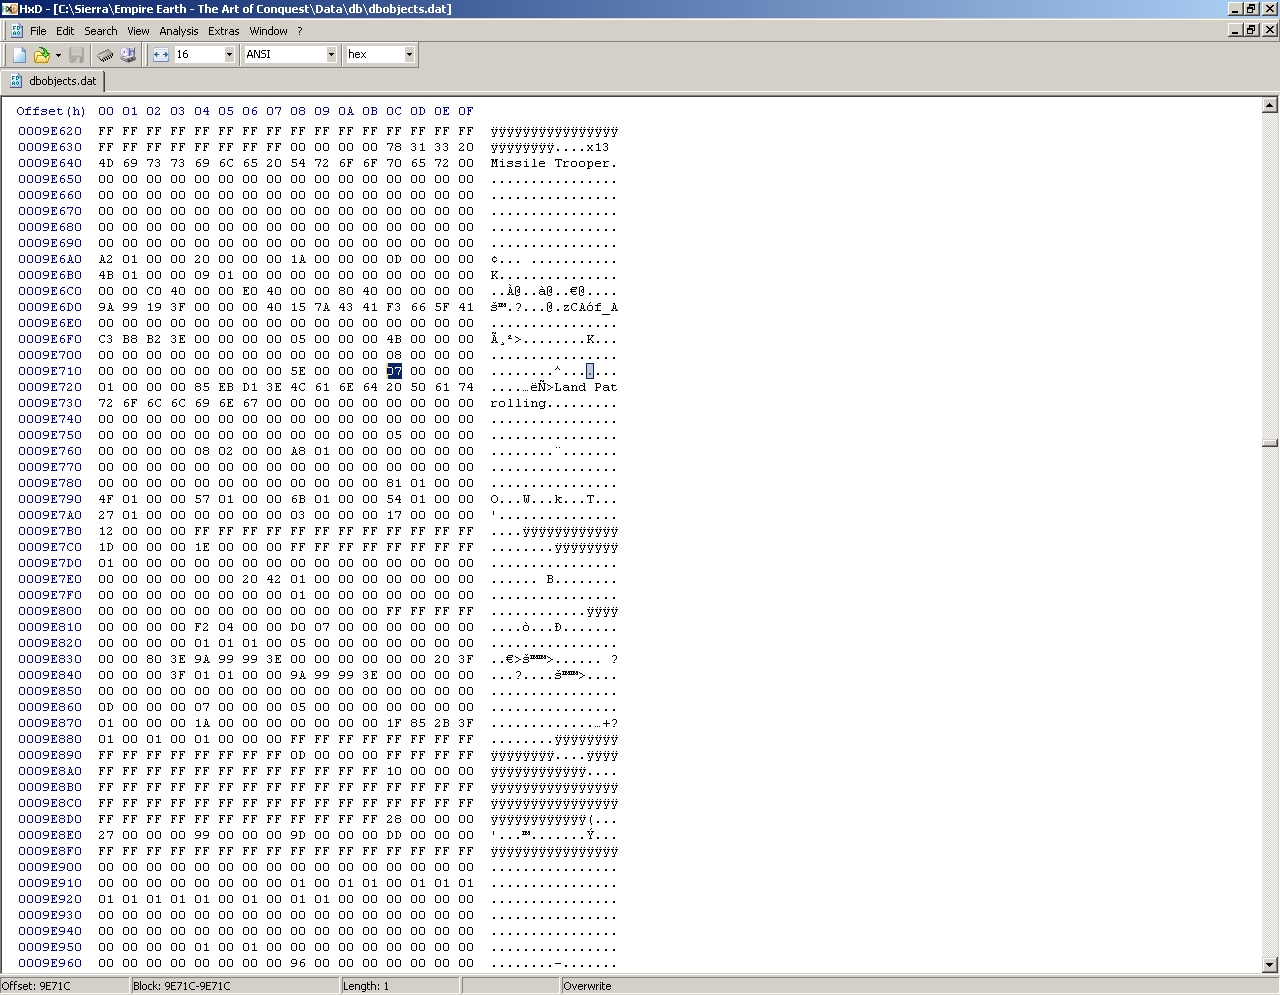 HxD - [C:\Sierra\Empire Earth - The Art of Conquest\Data\db\dbobjects.dat]
File Edit Search View Analysis Extras Window ?
16 ANSI hex
dbobjects.dat
Offset(h) 00 01 02 03 04 05 06 07 08 09 0A 0B 0C 0D 0E 0F
0009E620 FF FF FF FF FF FF FF FF FF FF FF FF FF FF FF FF ÿÿÿÿÿÿÿÿÿÿÿÿÿÿÿÿ
0009E630 FF FF FF FF FF FF FF FF 00 00 00 00 78 31 33 20 ÿÿÿÿÿÿÿÿ....x13
0009E640 4D 69 73 73 69 6C 65 20 54 72 6F 6F 70 65 72 00 Missile Trooper.
0009E650 00 00 00 00 00 00 00 00 00 00 00 00 00 00 00 00 ................
0009E660 00 00 00 00 00 00 00 00 00 00 00 00 00 00 00 00 ................
0009E670 00 00 00 00 00 00 00 00 00 00 00 00 00 00 00 00 ................
0009E680 00 00 00 00 00 00 00 00 00 00 00 00 00 00 00 00 ................
0009E690 00 00 00 00 00 00 00 00 00 00 00 00 00 00 00 00 ................
0009E6A0 A2 01 00 00 20 00 00 00 1A 00 00 00 0D 00 00 00 ¢... ...........
0009E6B0 4B 01 00 00 09 01 00 00 00 00 00 00 00 00 00 00 K...............
0009E6C0 00 00 C0 40 00 00 E0 40 00 00 80 40 00 00 00 00 ..À@..à@..€@....
0009E6D0 9A 99 19 3F 00 00 00 40 15 7A 43 41 F3 66 5F 41 š™.?...@.zCAóf_A
0009E6E0 00 00 00 00 00 00 00 00 00 00 00 00 00 00 00 00 ................
0009E6F0 C3 B8 B2 3E 00 00 00 00 05 00 00 00 4B 00 00 00 Ã¸²>........K...
0009E700 00 00 00 00 00 00 00 00 00 00 00 00 08 00 00 00 ................
0009E710 00 00 00 00 00 00 00 00 5E 00 00 00 07 00 00 00 ........^.......
0009E720 01 00 00 00 85 EB D1 3E 4C 61 6E 64 20 50 61 74 ....…ëÑ>Land Pat
0009E730 72 6F 6C 6C 69 6E 67 00 00 00 00 00 00 00 00 00 rolling.........
0009E740 00 00 00 00 00 00 00 00 00 00 00 00 00 00 00 00 ................
0009E750 00 00 00 00 00 00 00 00 00 00 00 00 05 00 00 00 ................
0009E760 00 00 00 00 08 02 00 00 A8 01 00 00 00 00 00 00 ........¨.......
0009E770 00 00 00 00 00 00 00 00 00 00 00 00 00 00 00 00 ................
0009E780 00 00 00 00 00 00 00 00 00 00 00 00 81 01 00 00 ................
0009E790 4F 01 00 00 57 01 00 00 6B 01 00 00 54 01 00 00 O...W...k...T...
0009E7A0 27 01 00 00 00 00 00 00 03 00 00 00 17 00 00 00 '...............
0009E7B0 12 00 00 00 FF FF FF FF FF FF FF FF FF FF FF FF ....ÿÿÿÿÿÿÿÿÿÿÿÿ
0009E7C0 1D 00 00 00 1E 00 00 00 FF FF FF FF FF FF FF FF ........ÿÿÿÿÿÿÿÿ
0009E7D0 01 00 00 00 00 00 00 00 00 00 00 00 00 00 00 00 ................
0009E7E0 00 00 00 00 00 00 20 42 01 00 00 00 00 00 00 00 ...... B........
0009E7F0 00 00 00 00 00 00 00 00 01 00 00 00 00 00 00 00 ................
0009E800 00 00 00 00 00 00 00 00 00 00 00 00 FF FF FF FF ............ÿÿÿÿ
0009E810 00 00 00 00 F2 04 00 00 D0 07 00 00 00 00 00 00 ....ò...Ð.......
0009E820 00 00 00 00 01 01 01 00 05 00 00 00 00 00 00 00 ................
0009E830 00 00 80 3E 9A 99 99 3E 00 00 00 00 00 00 20 3F ..€>š™™>...... ?
0009E840 00 00 00 3F 01 01 00 00 9A 99 99 3E 00 00 00 00 ...?....š™™>....
0009E850 00 00 00 00 00 00 00 00 00 00 00 00 00 00 00 00 ................
0009E860 0D 00 00 00 07 00 00 00 05 00 00 00 00 00 00 00 ................
0009E870 01 00 00 00 1A 00 00 00 00 00 00 00 1F 85 2B 3F .............…+?
0009E880 01 00 01 00 01 00 00 00 FF FF FF FF FF FF FF FF ........ÿÿÿÿÿÿÿÿ
0009E890 FF FF FF FF FF FF FF FF 0D 00 00 00 FF FF FF FF ÿÿÿÿÿÿÿÿ....ÿÿÿÿ
0009E8A0 FF FF FF FF FF FF FF FF FF FF FF FF 10 00 00 00 ÿÿÿÿÿÿÿÿÿÿÿÿ....
0009E8B0 FF FF FF FF FF FF FF FF FF FF FF FF FF FF FF FF ÿÿÿÿÿÿÿÿÿÿÿÿÿÿÿÿ
0009E8C0 FF FF FF FF FF FF FF FF FF FF FF FF FF FF FF FF ÿÿÿÿÿÿÿÿÿÿÿÿÿÿÿÿ
0009E8D0 FF FF FF FF FF FF FF FF FF FF FF FF 28 00 00 00 ÿÿÿÿÿÿÿÿÿÿÿÿ(...
0009E8E0 27 00 00 00 99 00 00 00 9D 00 00 00 DD 00 00 00 '...™.......Ý...
0009E8F0 FF FF FF FF FF FF FF FF FF FF FF FF FF FF FF FF ÿÿÿÿÿÿÿÿÿÿÿÿÿÿÿÿ
0009E900 00 00 00 00 00 00 00 00 00 00 00 00 00 00 00 00 ................
0009E910 00 00 00 00 00 00 00 00 01 00 01 01 00 01 01 01 ................
0009E920 01 01 01 01 01 00 01 00 01 01 00 00 00 00 00 00 ................
0009E930 00 00 00 00 00 00 00 00 00 00 00 00 00 00 00 00 ................
0009E940 00 00 00 00 00 00 00 00 00 00 00 00 00 00 00 00 ................
0009E950 00 00 00 00 01 00 01 00 00 00 00 00 00 00 00 00 ................
0009E960 00 00 00 00 00 00 00 00 96 00 00 00 00 00 00 00 ........–.......
Offset: 9E71C Block: 9E71C-9E71C Length: 1 Overwrite